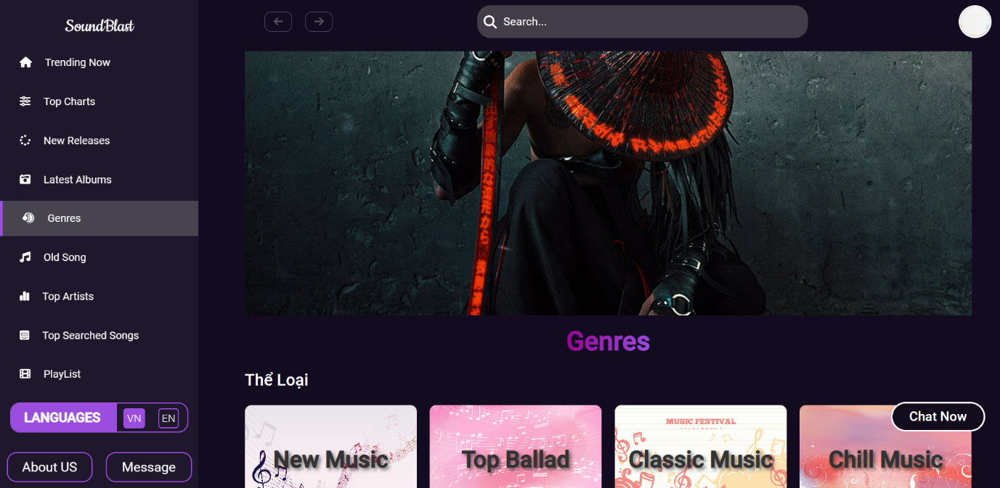 SoundBlast
Search...
Trending Now
Top Charts
New Releases
Latest Albums
Genres
Old Song
Top Artists
Top Searched Songs
PlayList
LANGUAGES VN EN
About US Message
Genres
Thể Loại
New Music
Top Ballad
MUSIC FESTIVAL
Classic Music
Chill Music
Chat Now